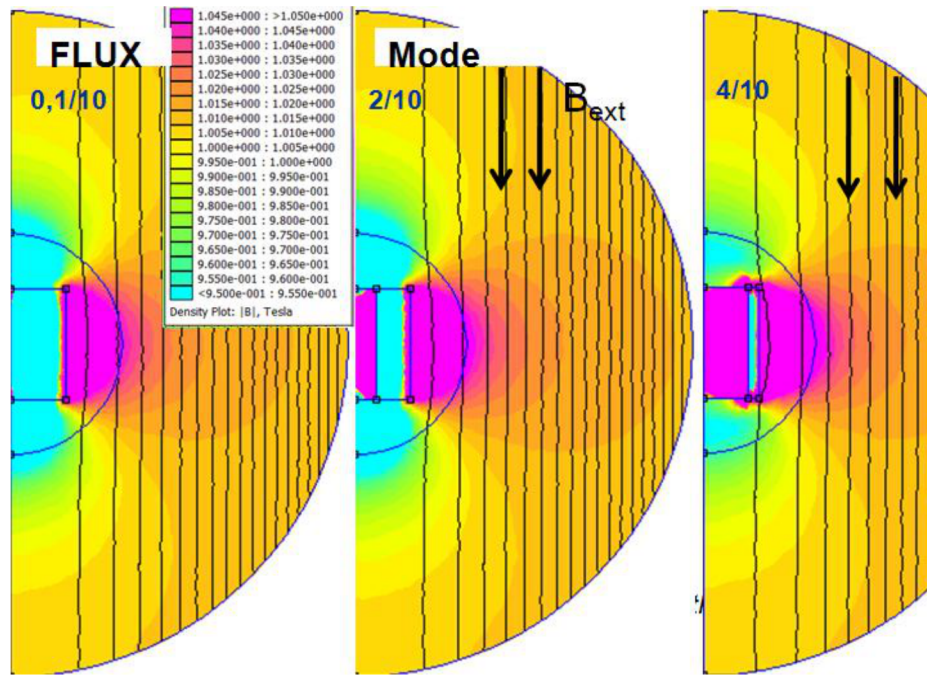 FLUX
0,1/10
1.045e+000 : >1.050e+000
1.040e+000 : 1.045e+000
1.035e+000 : 1.040e+000
1.030e+000 : 1.035e+000
1.025e+000 : 1.030e+000
1.020e+000 : 1.025e+000
1.015e+000 : 1.020e+000
1.010e+000 : 1.015e+000
1.005e+000 : 1.010e+000
1.000e+000 : 1.005e+000
9.950e-001 : 1.000e+000
9.900e-001 : 9.950e-001
9.850e-001 : 9.900e-001
9.800e-001 : 9.850e-001
9.750e-001 : 9.800e-001
9.700e-001 : 9.750e-001
9.650e-001 : 9.700e-001
9.600e-001 : 9.650e-001
9.550e-001 : 9.600e-001
<9.500e-001 : 9.550e-001
Density Plot: |B|, Tesla
Mode
2/10
Bext
4/10